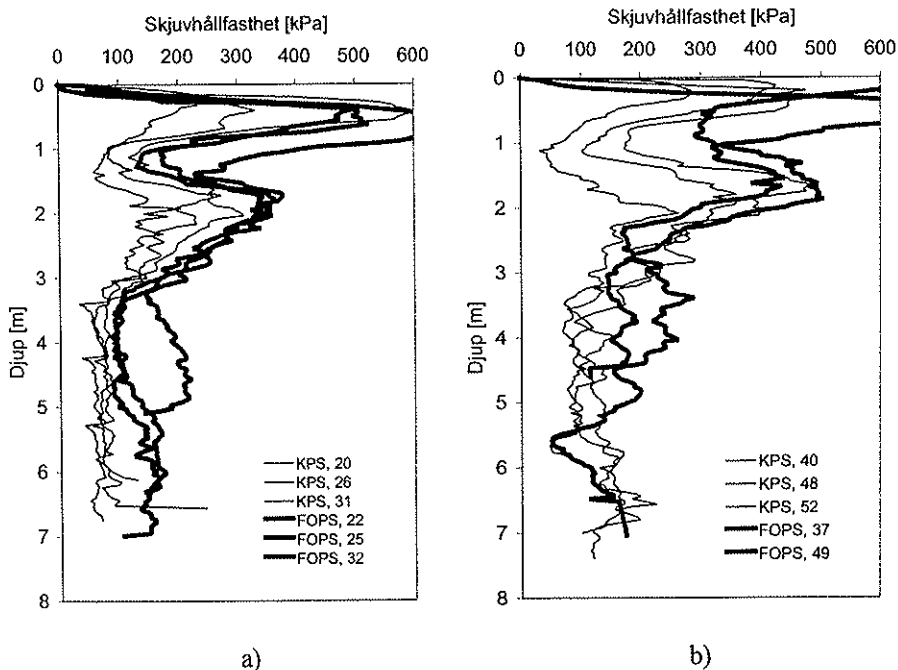 Skjuvhållfasthet [kPa]
0 100 200 300 400 500 600
Djup [m]
0
1
2
3
4
5
6
7
8
KPS, 20
KPS, 26
KPS, 31
FOPS, 22
FOPS, 25
FOPS, 32
a)
Skjuvhållfasthet [kPa]
0 100 200 300 400 500 600
Djup [m]
0
1
2
3
4
5
6
7
8
KPS, 40
KPS, 48
KPS, 52
FOPS, 37
FOPS, 49
b)